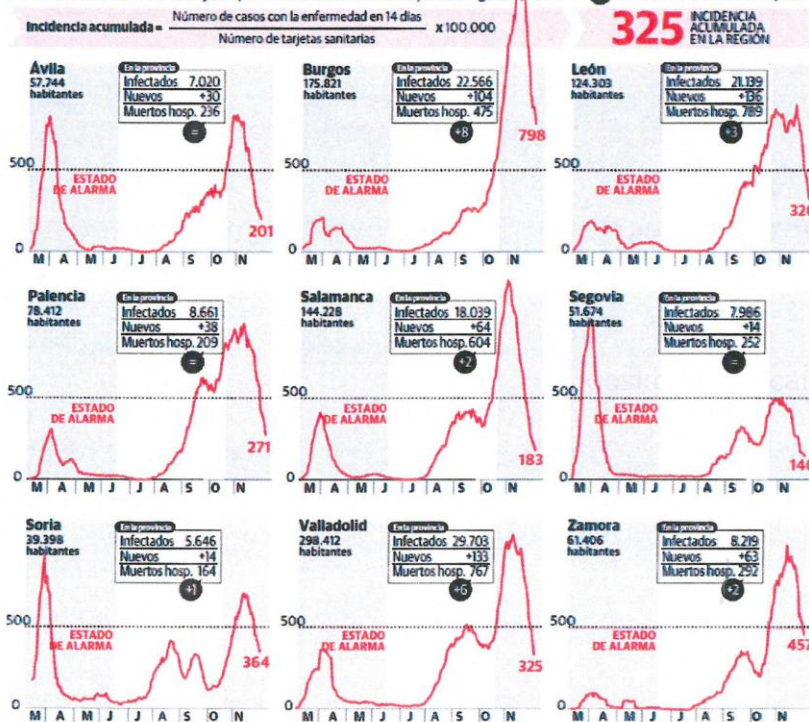 Incidencia acumulada = Número de casos con la enfermedad en 14 días x 100.000
Número de tarjetas sanitarias
325 INCIDENCIA
ACUMULADA
EN LA REGIÓN
Ávila
57.744
habitantes
En la provincia
Infectados 7.020
Nuevos +30
Muertos hosp. 236
=
500
ESTADO
DE ALARMA
201
0
M A M J J A S O N
Burgos
175.821
habitantes
En la provincia
Infectados 22.566
Nuevos +104
Muertos hosp. 475
+8
798
500
ESTADO
DE ALARMA
0
M A M J J A S O N
León
124.303
habitantes
En la provincia
Infectados 21.139
Nuevos +136
Muertos hosp. 789
+3
500
ESTADO
DE ALARMA
0
M A M J J A S O N
Palencia
78.412
habitantes
En la provincia
Infectados 8.661
Nuevos +38
Muertos hosp. 209
=
500
ESTADO
DE ALARMA
271
0
M A M J J A S O N
Salamanca
144.228
habitantes
En la provincia
Infectados 18.039
Nuevos +64
Muertos hosp. 604
+2
500
ESTADO
DE ALARMA
183
0
M A M J J A S O N
Segovia
51.674
habitantes
En la provincia
Infectados 7.986
Nuevos +14
Muertos hosp. 252
=
500
ESTADO
DE ALARMA
0
M A M J J A S O N
Soria
39.398
habitantes
En la provincia
Infectados 5.646
Nuevos +14
Muertos hosp. 164
+1
500
ESTADO
DE ALARMA
364
0
M A M J J A S O N
Valladolid
298.412
habitantes
En la provincia
Infectados 29.703
Nuevos +133
Muertos hosp. 767
+6
500
ESTADO
DE ALARMA
325
0
M A M J J A S O N
Zamora
61.406
habitantes
En la provincia
Infectados 8.219
Nuevos +63
Muertos hosp. 292
+2
500
ESTADO
DE ALARMA
457
0
M A M J J A S O N